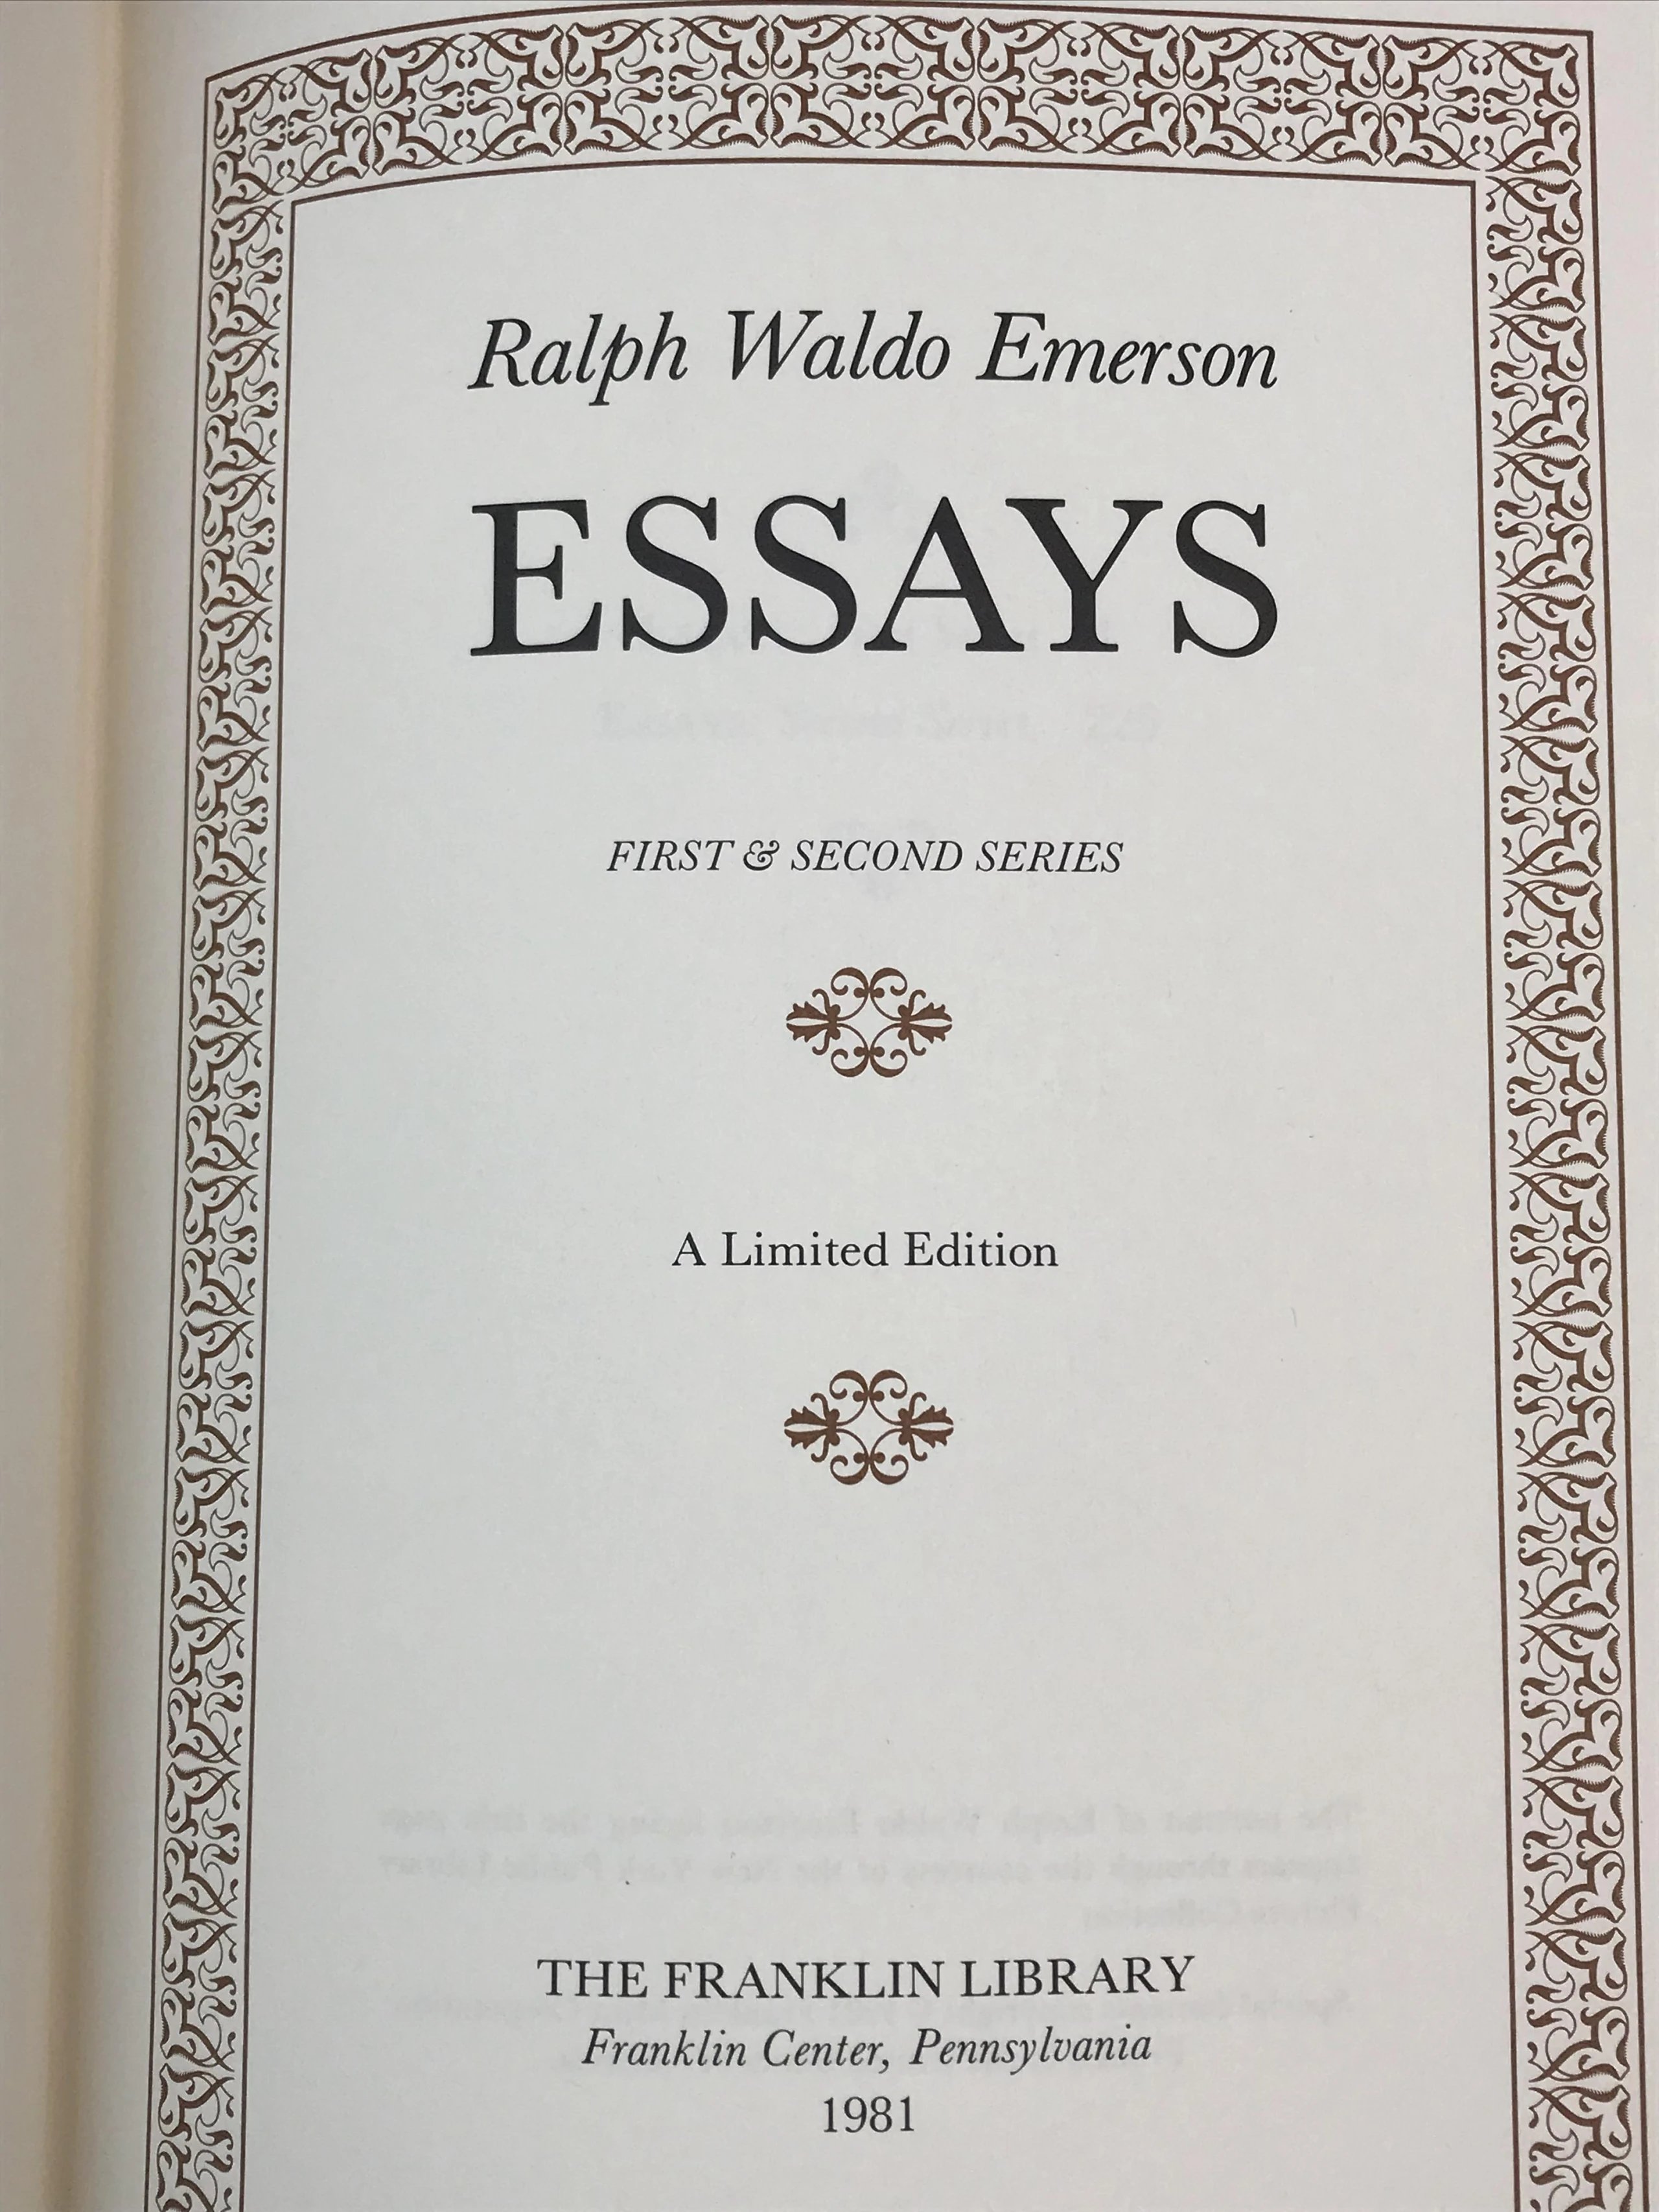 Ralph Waldo Emerson
ESSAYS
FIRST & SECOND SERIES
A Limited Edition
THE FRANKLIN LIBRARY
Franklin Center, Pennsylvania
1981